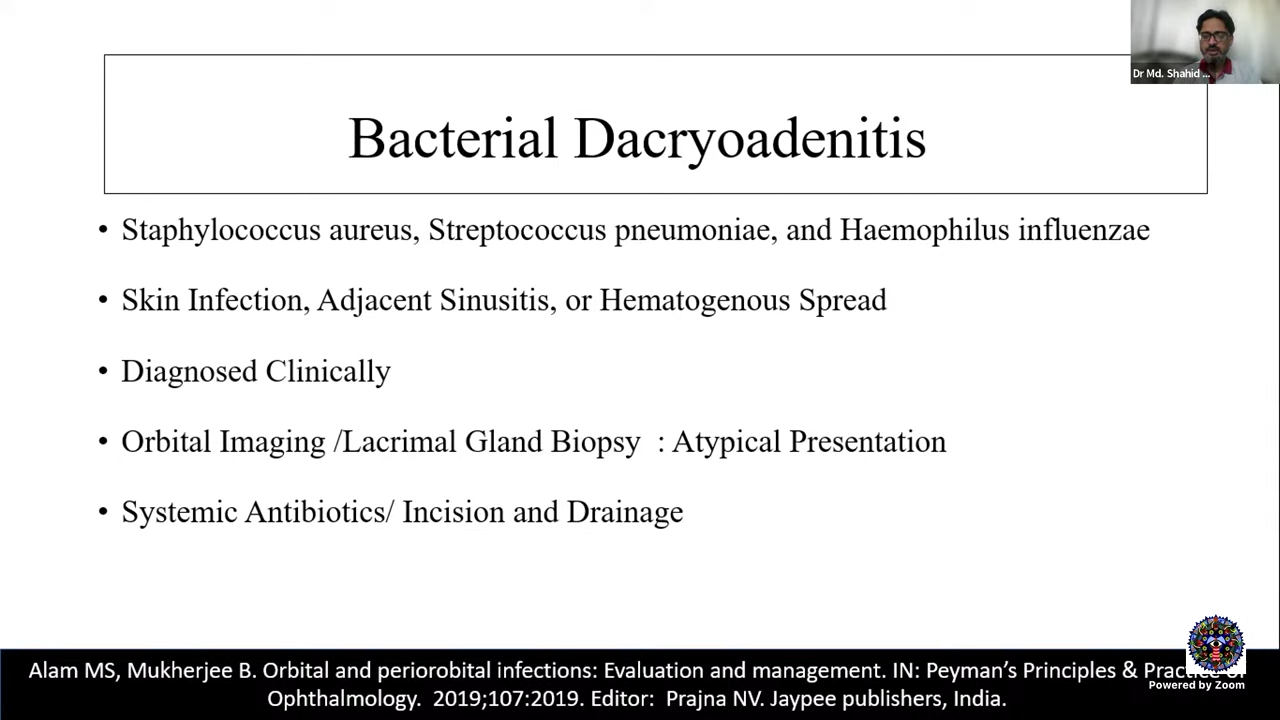 Dr Md. Shahid ...
Bacterial Dacryoadenitis
• Staphylococcus aureus, Streptococcus pneumoniae, and Haemophilus influenzae
• Skin Infection, Adjacent Sinusitis, or Hematogenous Spread
• Diagnosed Clinically
• Orbital Imaging /Lacrimal Gland Biopsy : Atypical Presentation
• Systemic Antibiotics/ Incision and Drainage
Alam MS, Mukherjee B. Orbital and periorobital infections: Evaluation and management. IN: Peyman’s Principles & Practice of
Ophthalmology. 2019;107:2019. Editor: Prajna NV. Jaypee publishers, India.
Powered by Zoom